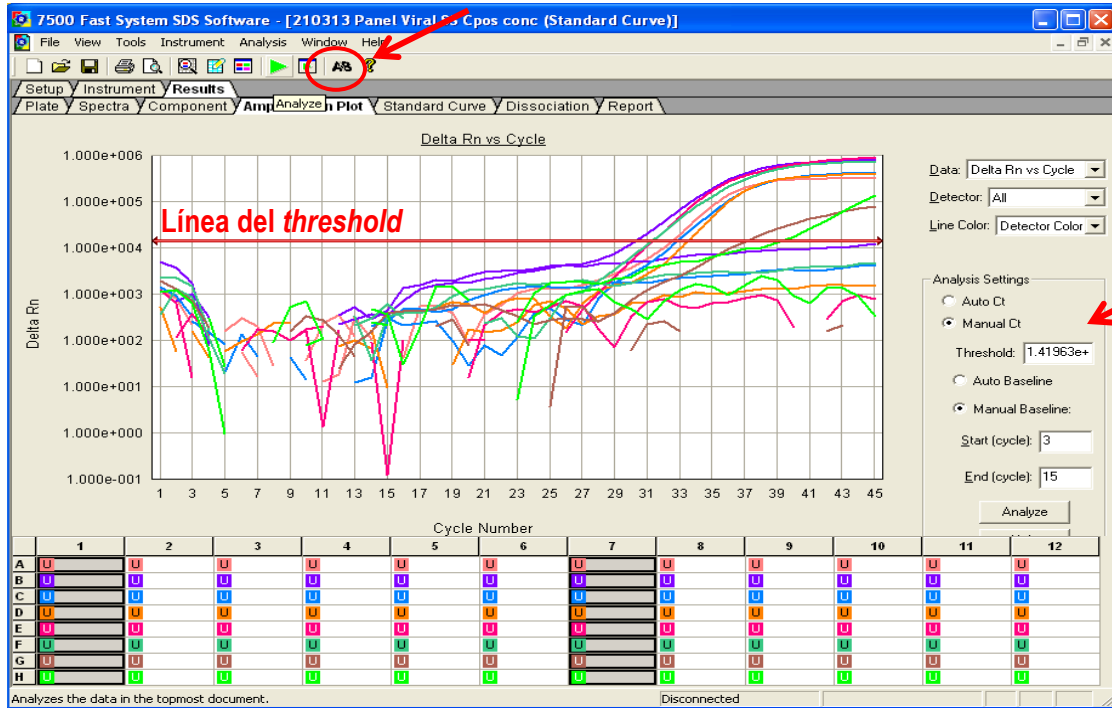 7500 Fast System SDS Software - [210313 Panel Viral S3 Cpos conc (Standard Curve)]
File View Tools Instrument Analysis Window Help
Setup Instrument Results
Plate Spectra Component Plot Standard Curve Dissociation Report
Analyze
Delta Rn vs Cycle
1.000e+006
1.000e+005
1.000e+004
1.000e+003
1.000e+002
1.000e+001
1.000e+000
1.000e-001
Delta Rn
Línea del threshold
1 3 5 7 9 11 13 15 17 19 21 23 25 27 29 31 33 35 37 39 41 43 45
Cycle Number
Data: Delta Rn vs Cycle
Detector: All
Line Color: Detector Color
Analysis Settings
Auto Ct
Manual Ct
Threshold: 1.41963e+
Auto Baseline
Manual Baseline:
Start (cycle): 3
End (cycle): 15
Analyze
1 2 3 4 5 6 7 8 9 10 11 12
A U U U U U U U U U U U U
B U U U U U U U U U U U U
C U U U U U U U U U U U U
D U U U U U U U U U U U U
E U U U U U U U U U U U U
F U U U U U U U U U U U U
G U U U U U U U U U U U U
H U U U U U U U U U U U U
Analyzes the data in the topmost document.
Disconnected